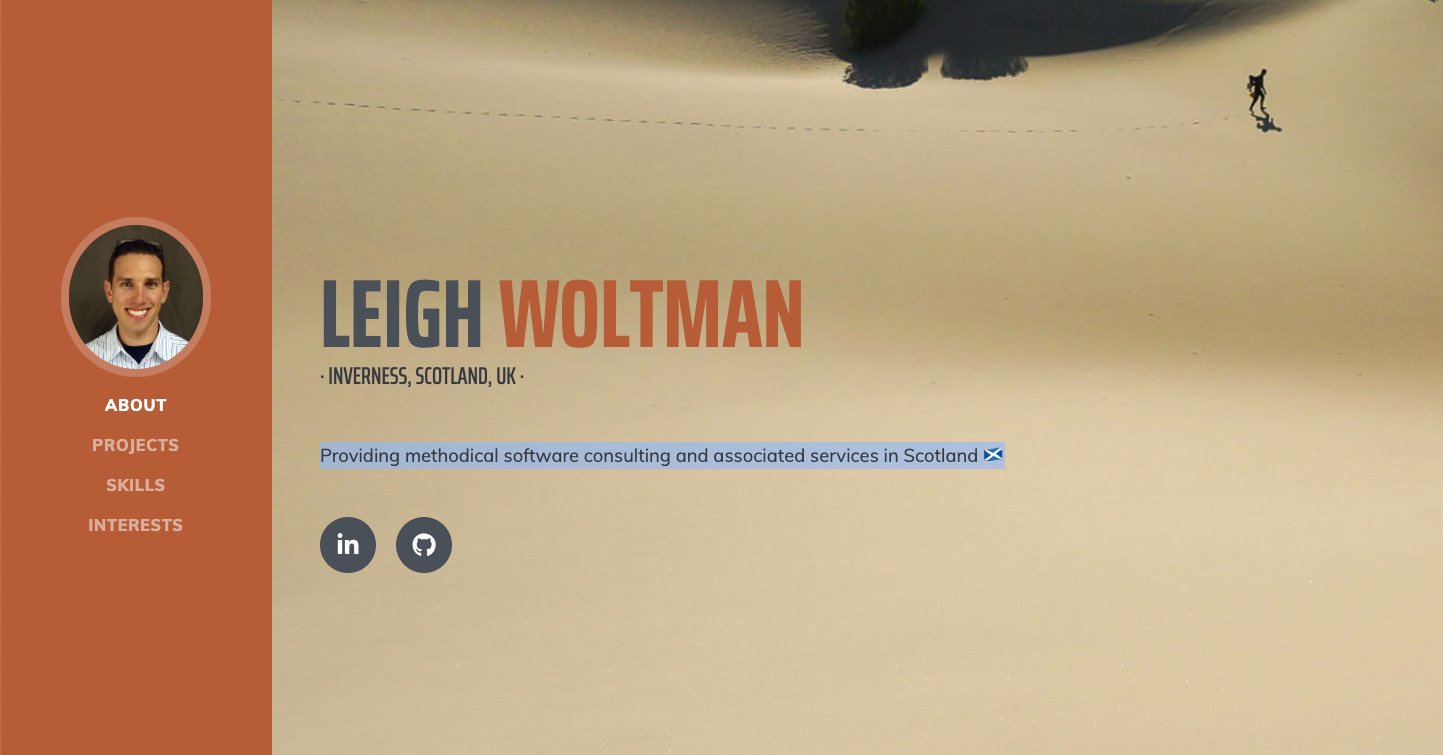 ABOUT
PROJECTS
SKILLS
INTERESTS
LEIGH WOLTMAN
· INVERNESS, SCOTLAND, UK ·
Providing methodical software consulting and associated services in Scotland 🏴󠁧󠁢󠁳󠁣󠁴󠁿
in